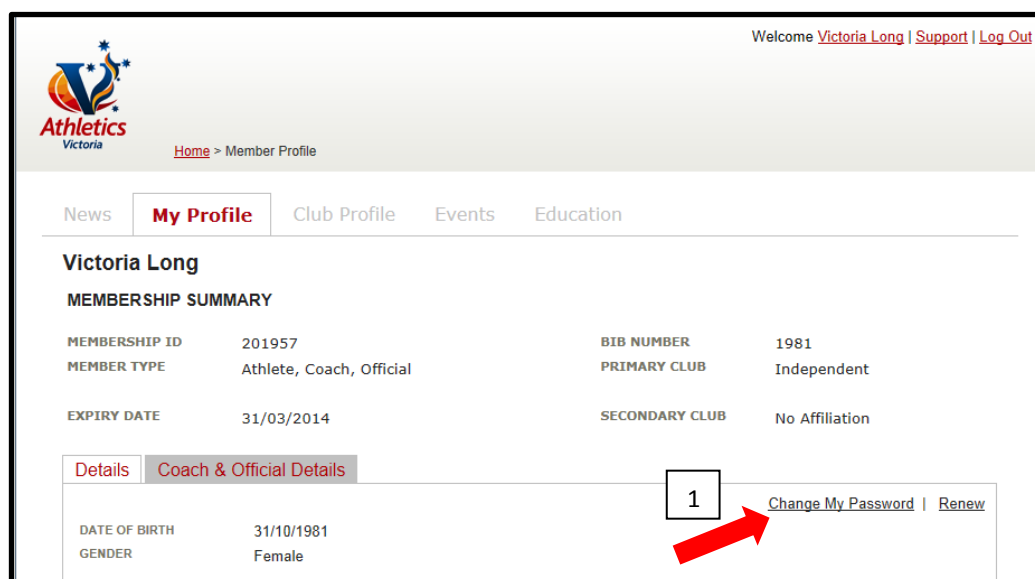 Welcome Victoria Long | Support | Log Out
Athletics
Victoria
Home > Member Profile
News My Profile Club Profile Events Education
Victoria Long
MEMBERSHIP SUMMARY
MEMBERSHIP ID 201957 BIB NUMBER 1981
MEMBER TYPE Athlete, Coach, Official PRIMARY CLUB Independent
EXPIRY DATE 31/03/2014 SECONDARY CLUB No Affiliation
Details Coach & Official Details
1 Change My Password | Renew
DATE OF BIRTH 31/10/1981
GENDER Female